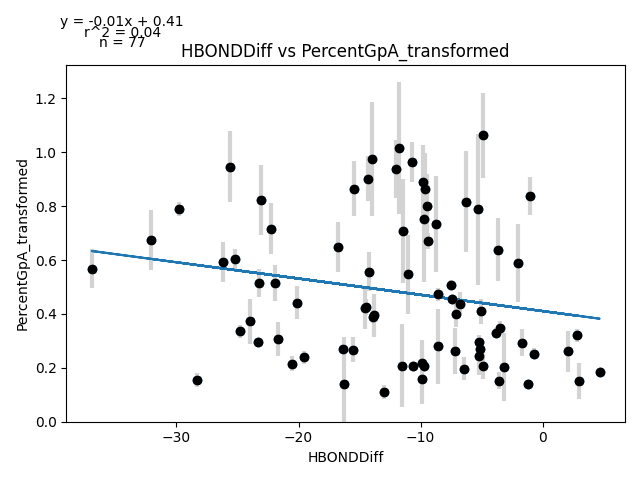 y = -0.01x + 0.41
r^2 = 0.04
n = 77
HBONDDiff vs PercentGpA_transformed
PercentGpA_transformed
1.2
1.0
0.8
0.6
0.4
0.2
0.0
−30
−20
−10
0
HBONDDiff